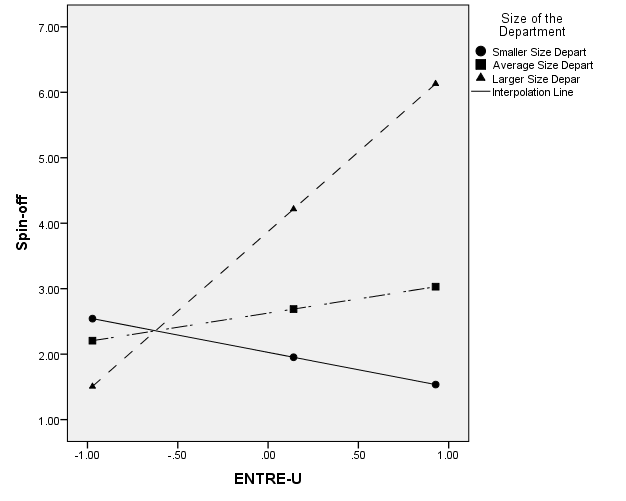 Size of the
Department
Smaller Size Depart
Average Size Depart
Larger Size Depar
Interpolation Line
7.00
6.00
5.00
4.00
3.00
2.00
1.00
Spin-off
-1.00
-.50
.00
.50
1.00
ENTRE-U